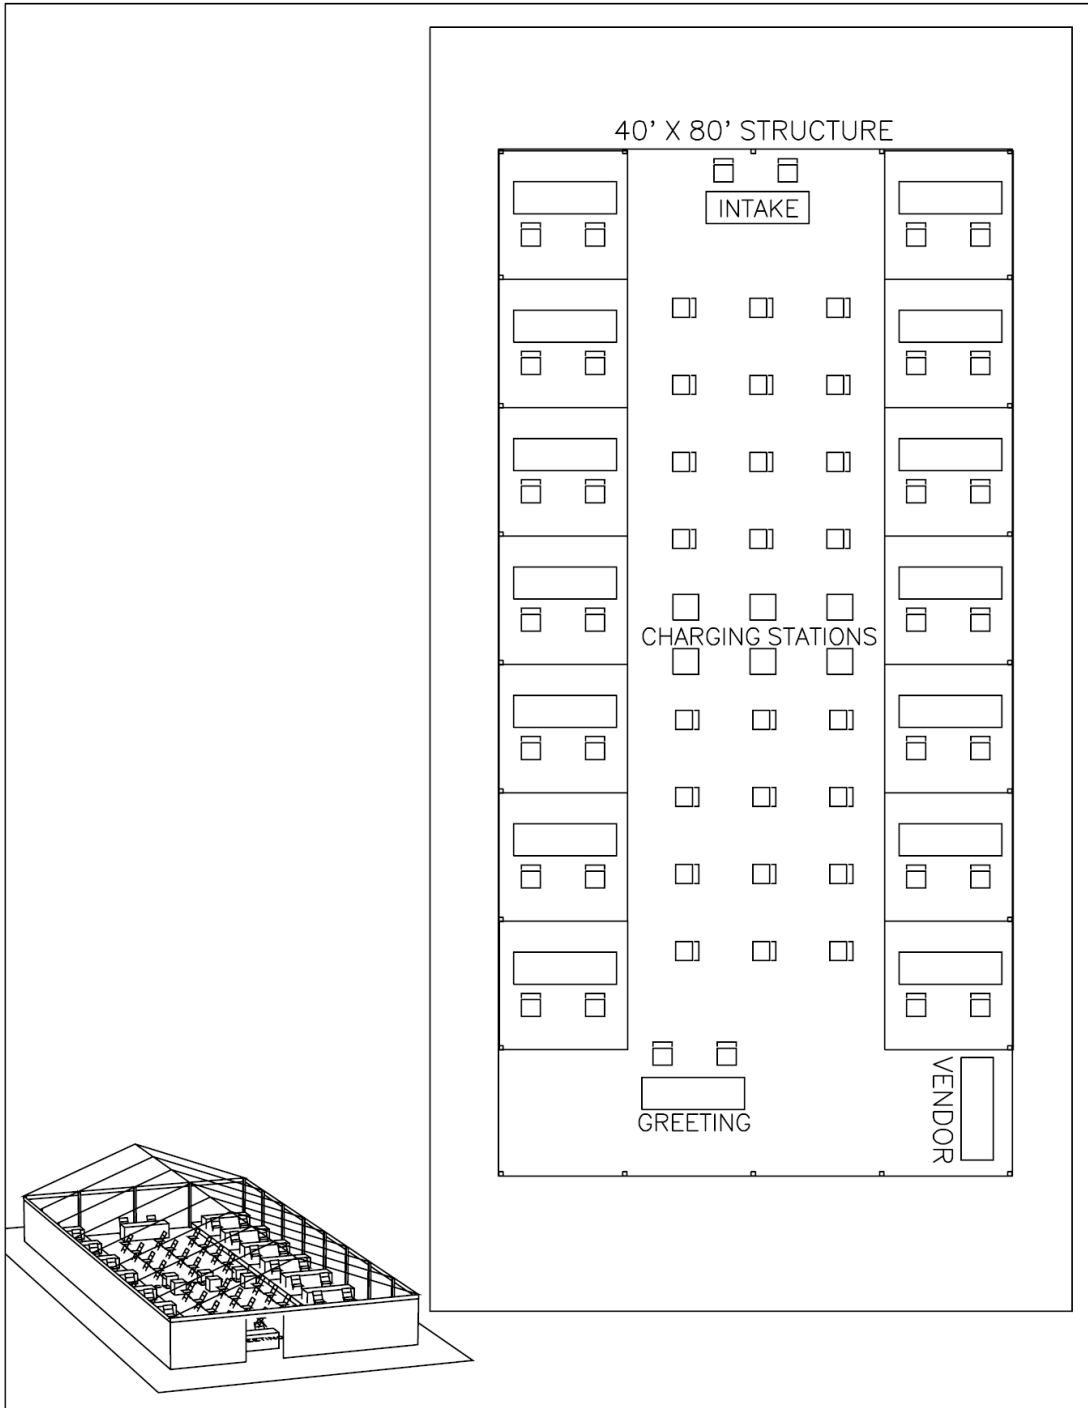 40' X 80' STRUCTURE
INTAKE
CHARGING STATIONS
VENDOR
GREETING